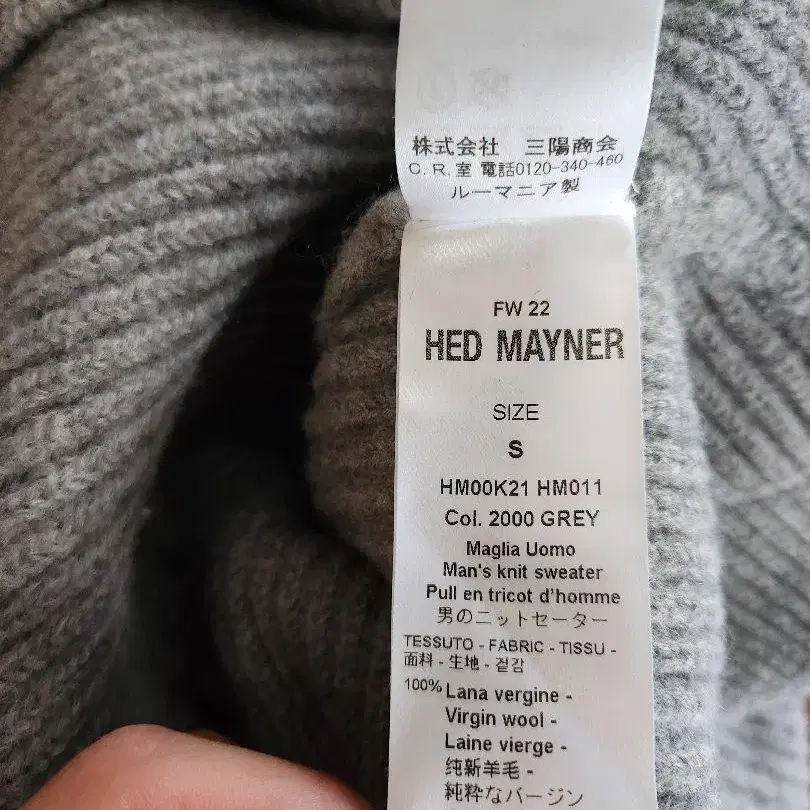 株式会社 三陽商会
C.R.室 電話0120-340-460
ルーマニア製
FW 22
HED MAYNER
SIZE
S
HM00K21 HM011
Col. 2000 GREY
Maglia Uomo
Man's knit sweater
Pull en tricot d'homme
男のニットセーター
TESSUTO - FABRIC - TISSU -
面料 - 生地 - 겉감
100% Lana vergine -
Virgin wool -
Laine vierge -
纯新羊毛 -
純粋なバージン